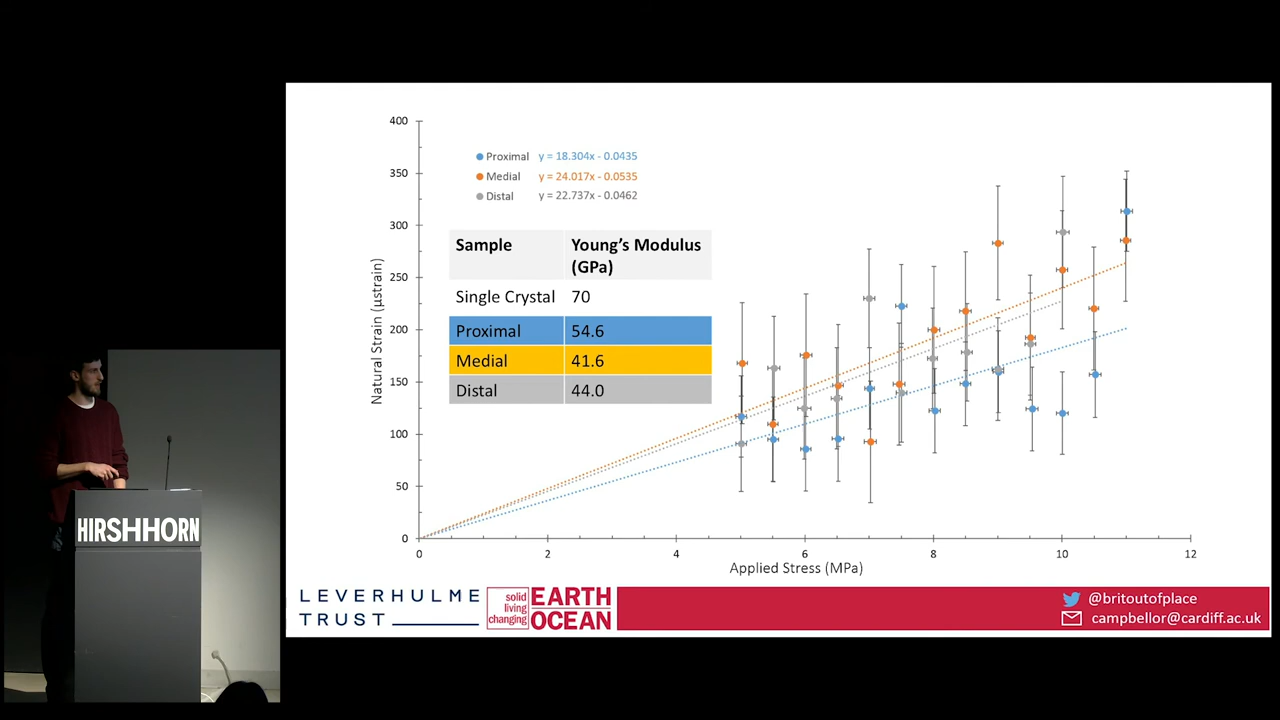 400
350
300
250
200
150
100
50
0
Natural Strain (µstrain)
Proximal y = 18.304x - 0.0435
Medial y = 24.017x - 0.0535
Distal y = 22.737x - 0.0462
Sample Young's Modulus (GPa)
Single Crystal 70
Proximal 54.6
Medial 41.6
Distal 44.0
0 2 4 6 8 10 12
Applied Stress (MPa)
HIRSHHORN
LEVERHULME
TRUST
solid
living
changing
EARTH
OCEAN
@britoutofplace
campbellor@cardiff.ac.uk